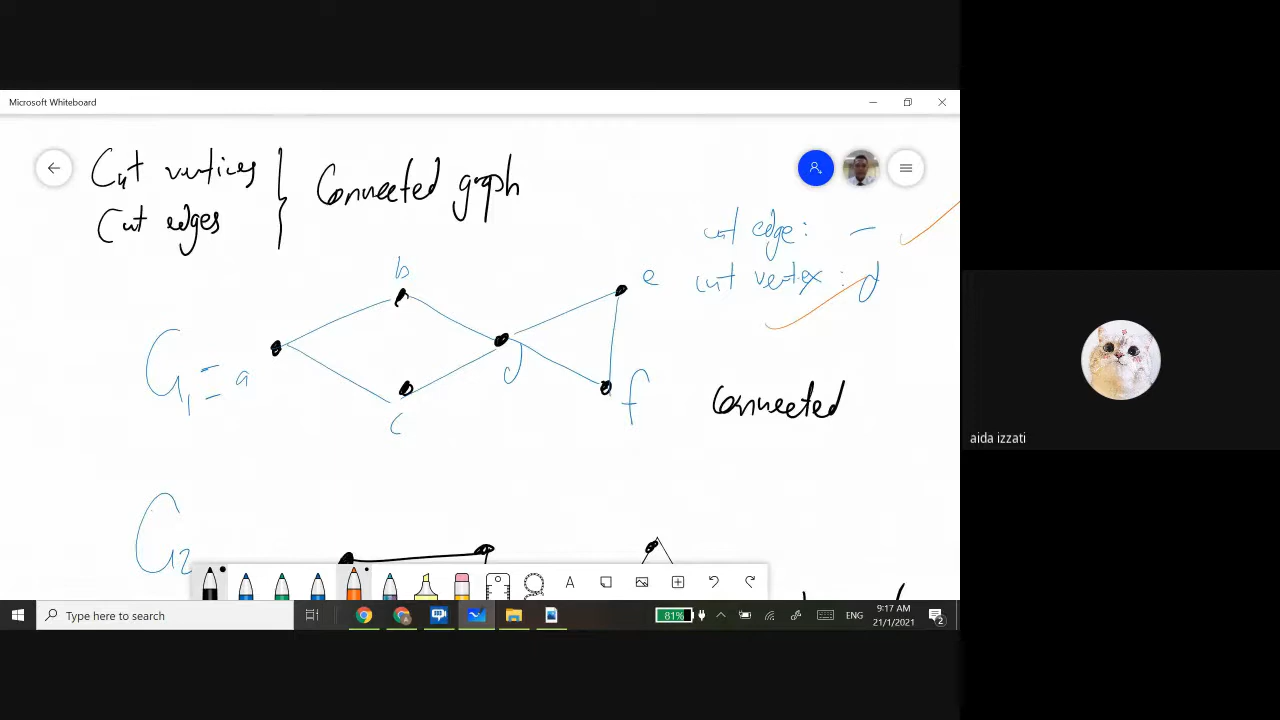 Microsoft Whiteboard
Cut vertices
Cut edges
Connected graph
cut edge: –
cut vertex: d
b
e
G1 = a
d
c
f
Connected
G2
A
Type here to search
81%
ENG
9:17 AM
21/1/2021
2
aida izzati